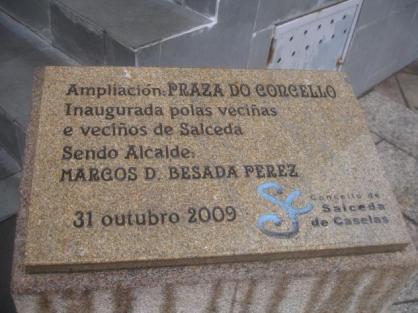 Ampliación: PRAZA DO CONCELLO
Inaugurada polas veciñas
e veciños de Salceda
Sendo Alcalde:
MARCOS D. BESADA PEREZ
31 outubro 2009
Sc
Concello de
Salceda
de Caselas